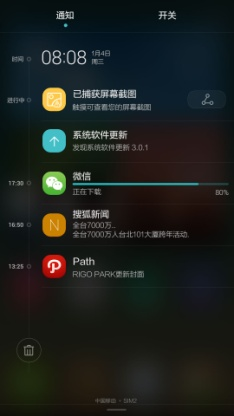 通知 开关
时间 08:08 1月4日
周三
进行中 已捕获屏幕截图
触摸可查看您的屏幕截图
系统软件更新
发现系统软件更新 3.0.1
17:30 微信
正在下载 80%
16:50 搜狐新闻
全台7000万..
全台7000万人台北101大厦跨年活动.
13:25 Path
RIGO PARK更新封面